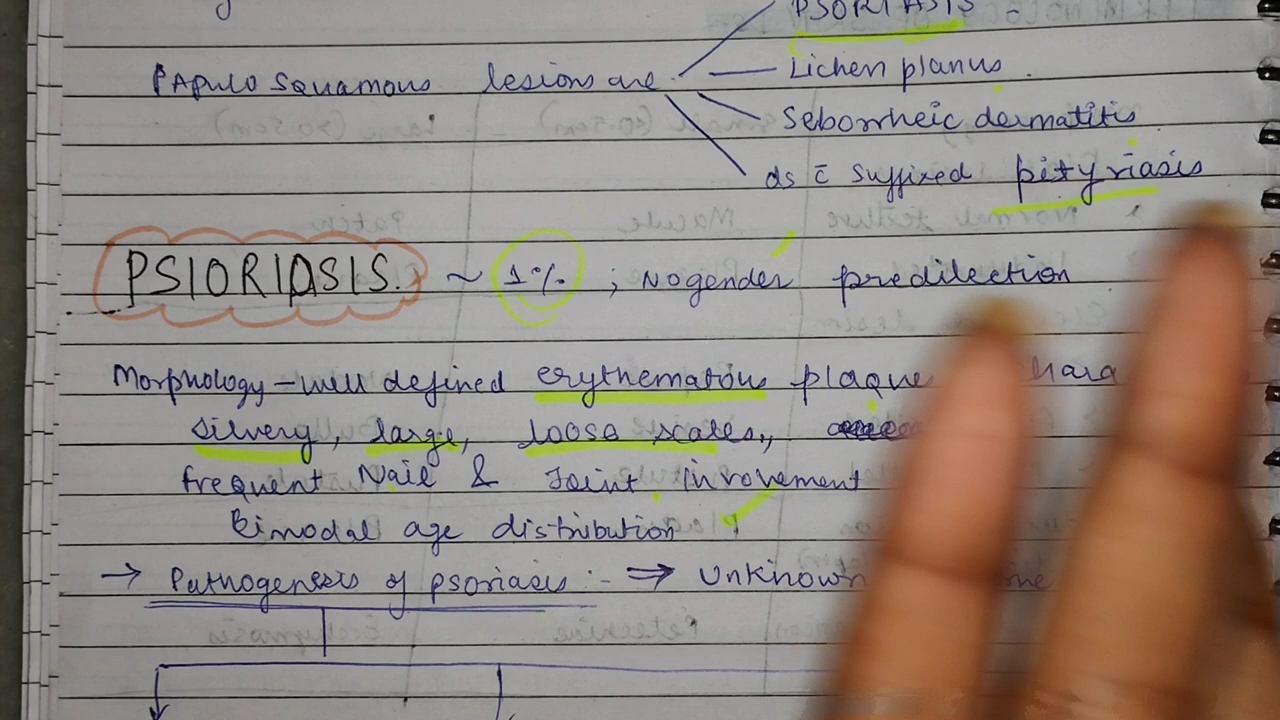 PSORIASIS
PApulo squamous lesions are
Lichen planus.
Seborrheic dermatitis
ds c̄ suffixed pityriasis
PSIORIASIS. ~ 1% ; No gender predilection
Morphology - well defined erythematous plaque
silvery, large, loose scales,,
frequent Nail & Joint involvement
Bimodal age distribution
→ Pathogenesis of psoriasis :- ⇒ Unknown